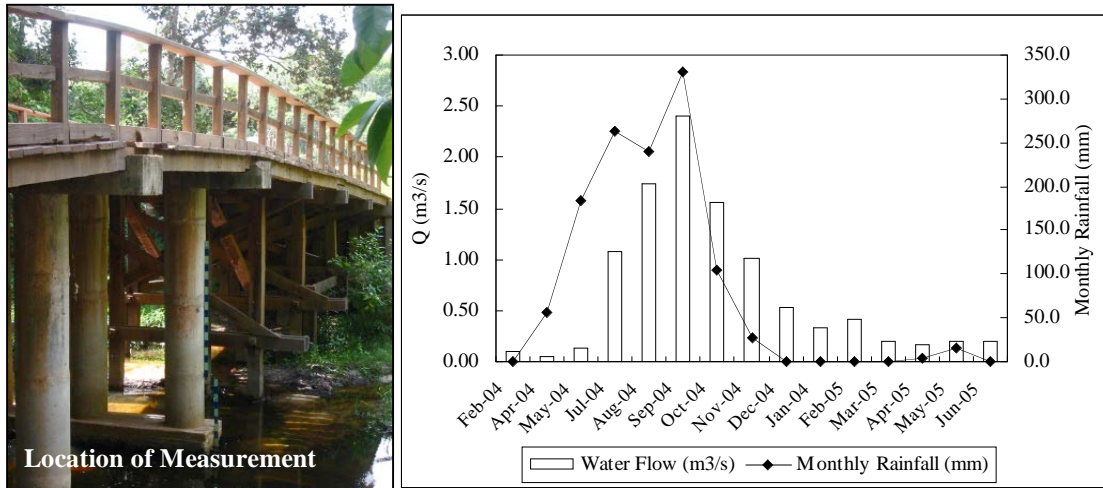 Location of Measurement
3.00
2.50
2.00
1.50
1.00
0.50
0.00
Q (m3/s)
350.0
300.0
250.0
200.0
150.0
100.0
50.0
0.0
Monthly Rainfall (mm)
Feb-04
Apr-04
May-04
Jul-04
Aug-04
Sep-04
Oct-04
Nov-04
Dec-04
Jan-04
Feb-05
Mar-05
Apr-05
May-05
Jun-05
Water Flow (m3/s) Monthly Rainfall (mm)